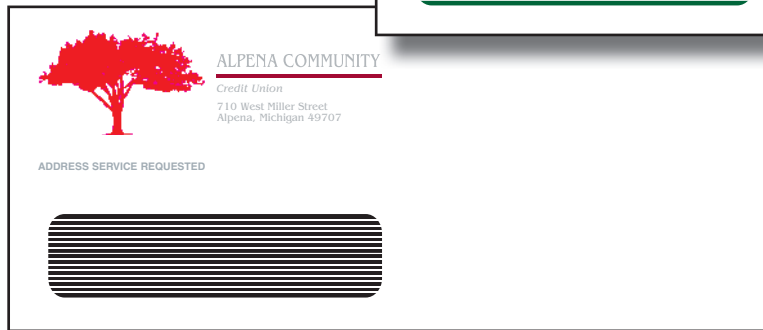 ALPENA COMMUNITY
Credit Union
710 West Miller Street
Alpena, Michigan 49707
ADDRESS SERVICE REQUESTED